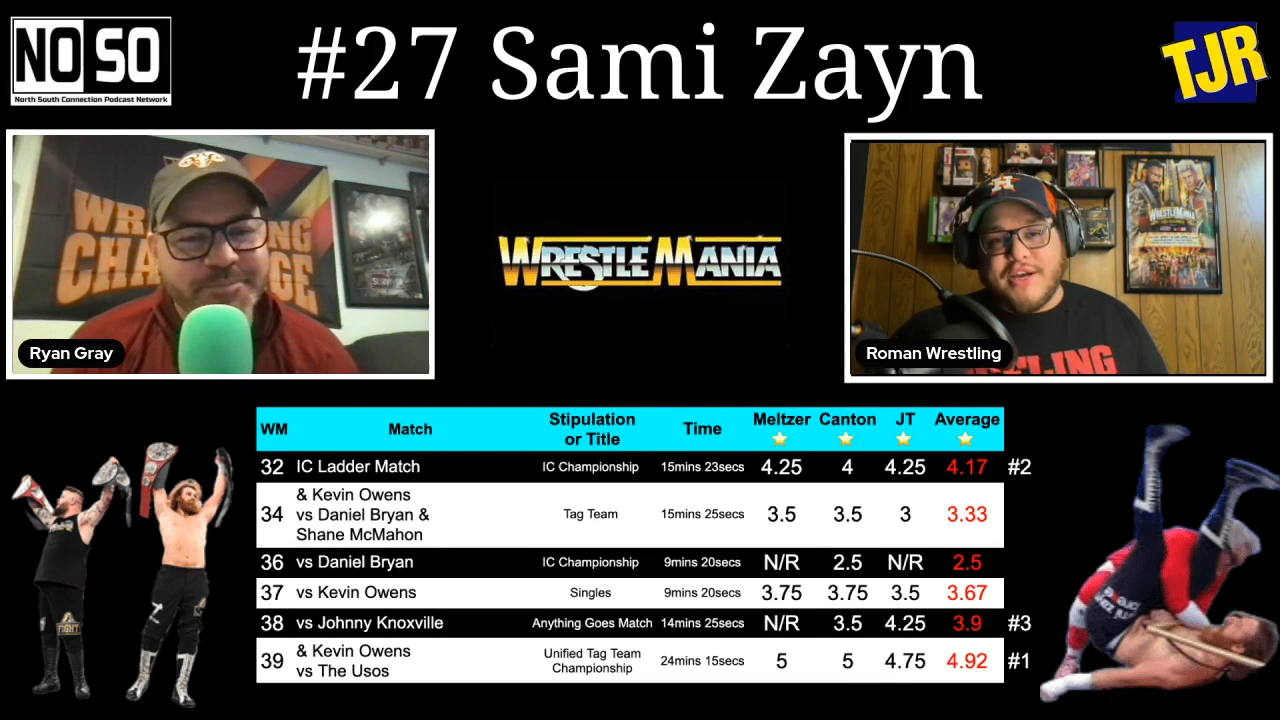 NO SO
North South Connection Podcast Network
#27 Sami Zayn
TJR
WRESTLING
CHALLENGE
Ryan Gray
WRESTLEMANIA
WRESTLEMANIA
Roman Wrestling
WM Match Stipulation or Title Time Meltzer Canton JT Average
32 IC Ladder Match IC Championship 15mins 23secs 4.25 4 4.25 4.17 #2
34 & Kevin Owens vs Daniel Bryan & Shane McMahon Tag Team 15mins 25secs 3.5 3.5 3 3.33
36 vs Daniel Bryan IC Championship 9mins 20secs N/R 2.5 N/R 2.5
37 vs Kevin Owens Singles 9mins 20secs 3.75 3.75 3.5 3.67
38 vs Johnny Knoxville Anything Goes Match 14mins 25secs N/R 3.5 4.25 3.9 #3
39 & Kevin Owens vs The Usos Unified Tag Team Championship 24mins 15secs 5 5 4.75 4.92 #1
FIGHT